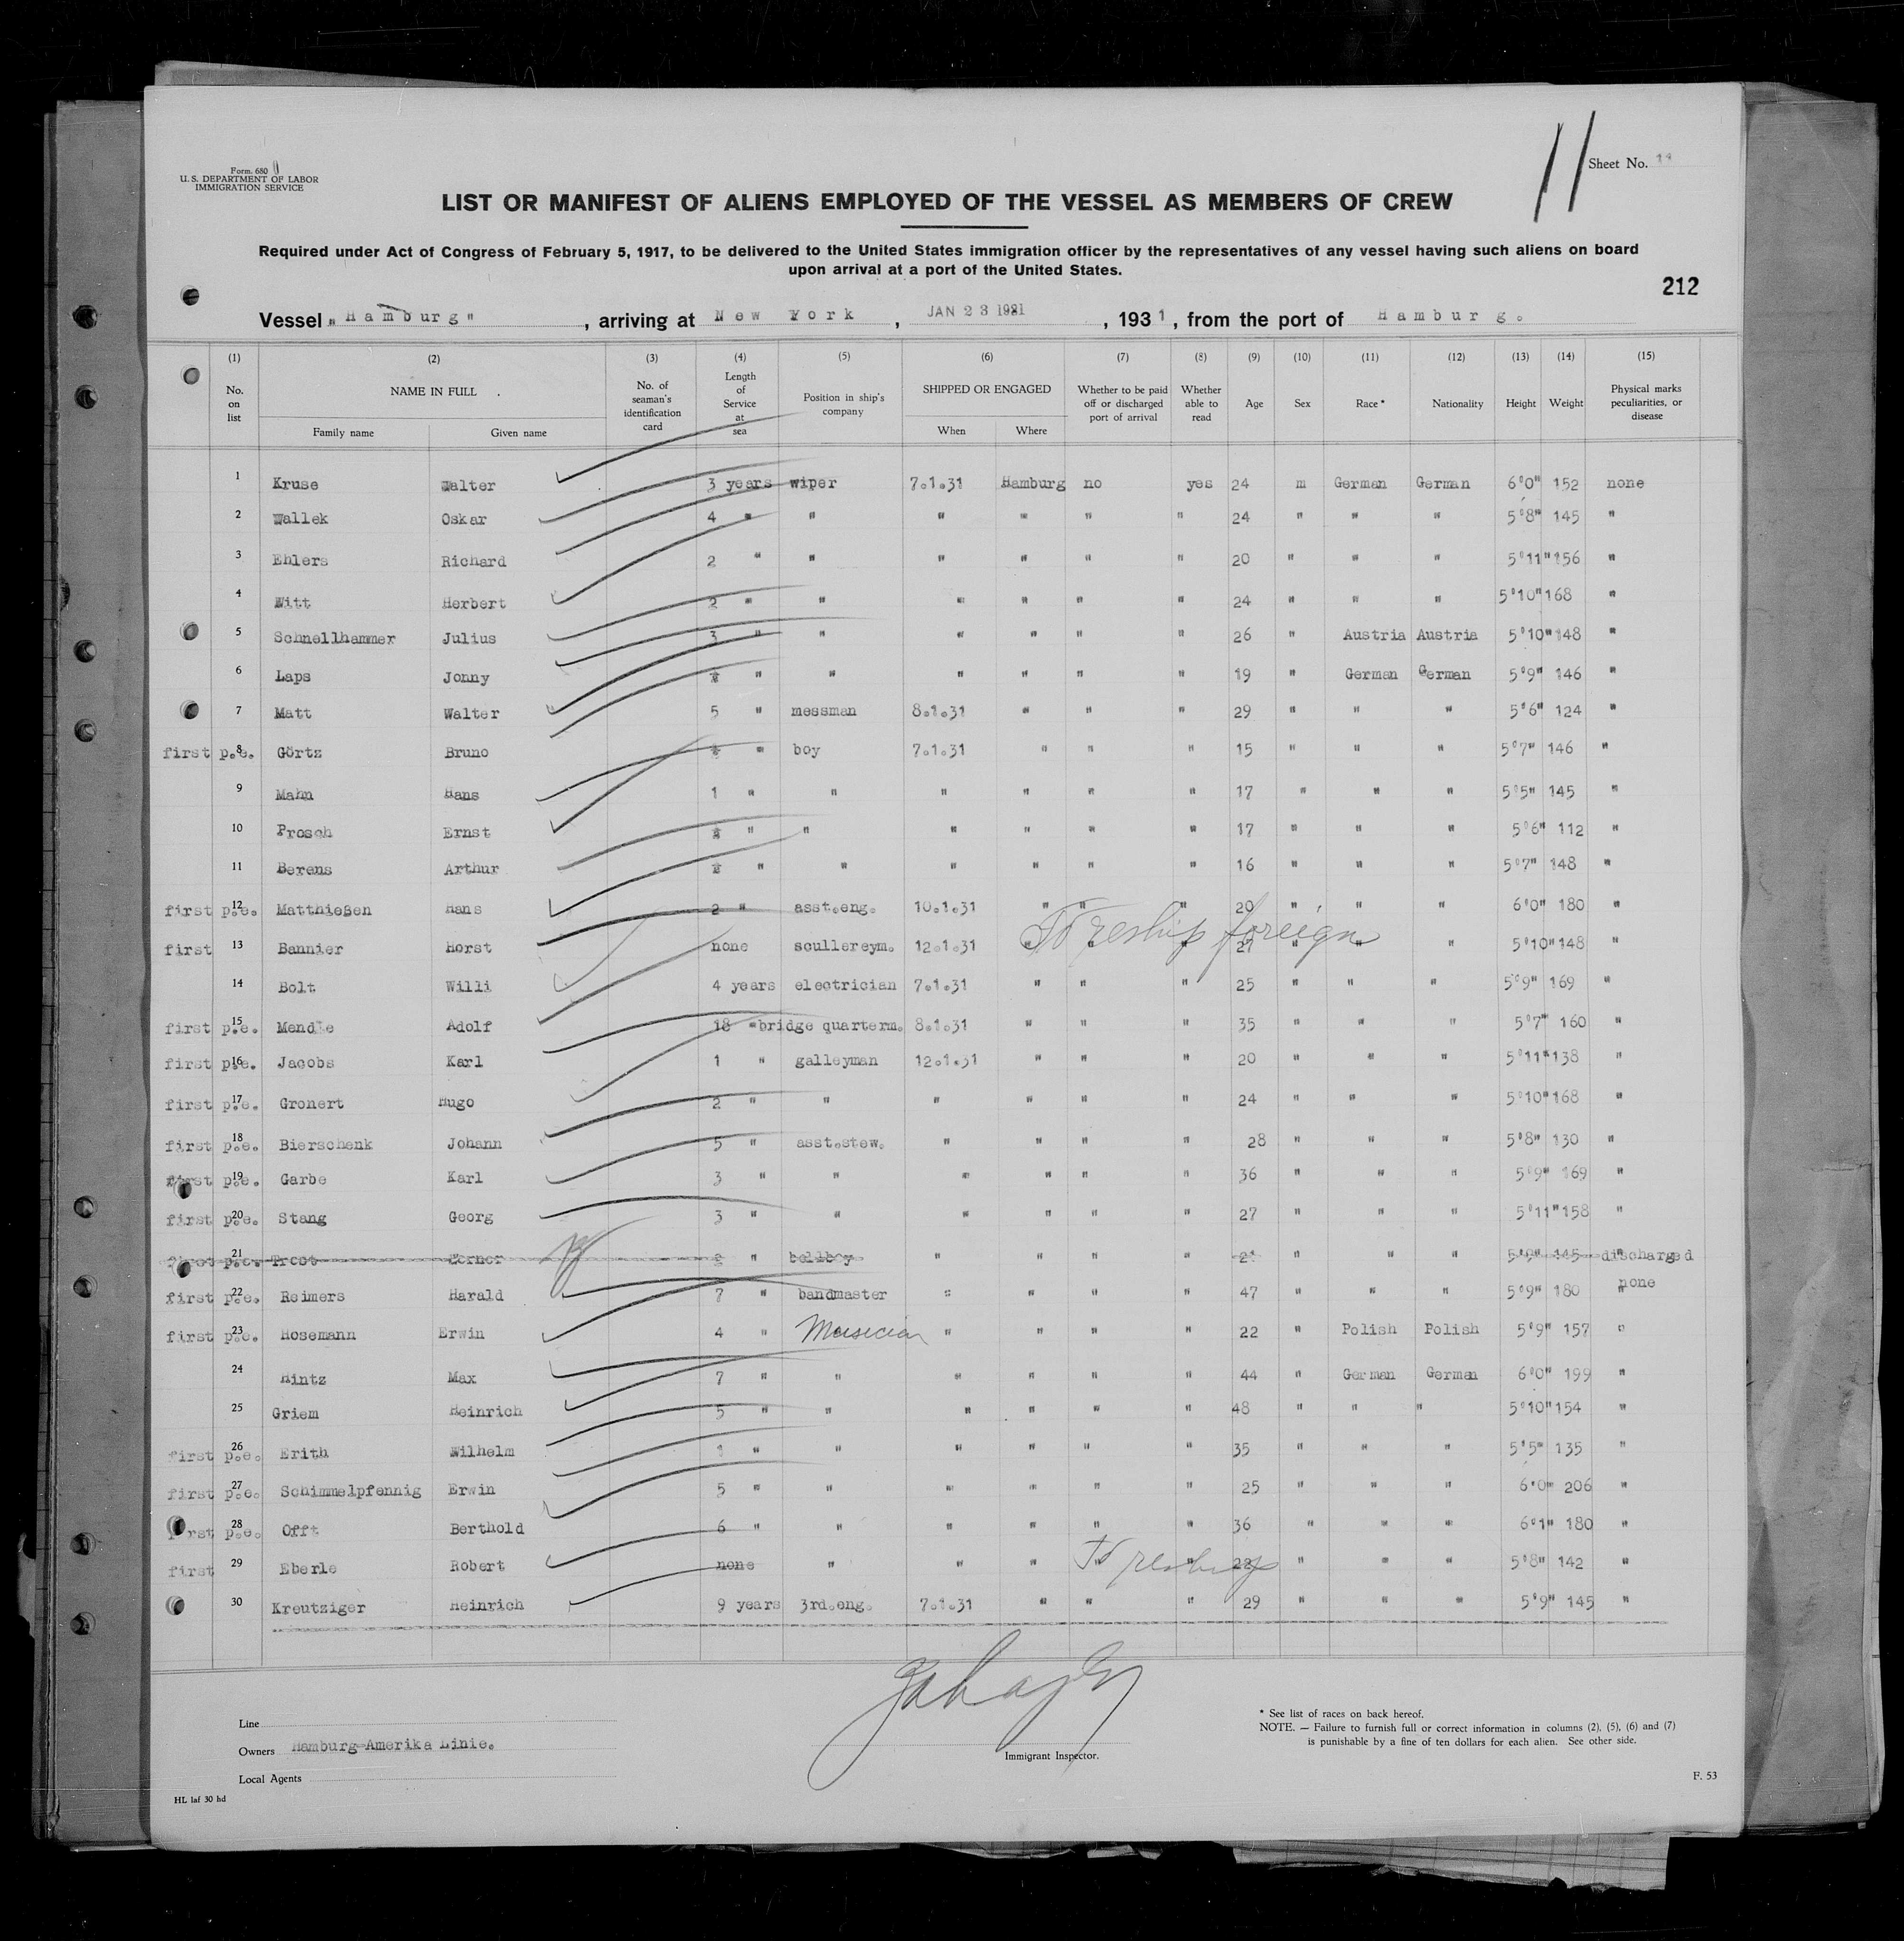 Form 680
U. S. DEPARTMENT OF LABOR
IMMIGRATION SERVICE
11
Sheet No. 11
LIST OR MANIFEST OF ALIENS EMPLOYED OF THE VESSEL AS MEMBERS OF CREW
Required under Act of Congress of February 5, 1917, to be delivered to the United States immigration officer by the representatives of any vessel having such aliens on board
upon arrival at a port of the United States.
212
Vessel „Hamburg", arriving at New York, JAN 23 1931, 1931, from the port of Hamburg.
(1) (2) (3) (4) (5) (6) (7) (8) (9) (10) (11) (12) (13) (14) (15)
No. on list NAME IN FULL Family name Given name No. of seaman's identification card Length of Service at sea Position in ship's company SHIPPED OR ENGAGED When Where Whether to be paid off or discharged port of arrival Whether able to read Age Sex Race * Nationality Height Weight Physical marks peculiarities, or disease
1 Kruse Walter 3 years wiper 7.1.31 Hamburg no yes 24 m German German 6'0" 152 none
2 Wallek Oskar 4 " " " " " " 24 " " " 5'8" 145 "
3 Ehlers Richard 2 " " " " " " 20 " " " 5'11" 156 "
4 Witt Herbert 2 " " " " " " 24 " " " 5'10" 168 "
5 Schnellhammer Julius 3 " " " " " " 26 " Austria Austria 5'10" 148 "
6 Laps Jonny " " " " " " 19 " German German 5'9" 146 "
7 Matt Walter 5 " messman 8.1.31 " " " 29 " " " 5'6" 124 "
first p.e. 8 Görtz Bruno " boy 7.1.31 " " " 15 " " " 5'7" 146 "
9 Mahn Hans 1 " " " " " " 17 " " " 5'5" 145 "
10 Prosch Ernst " " " " " " 17 " " " 5'6" 112 "
11 Berens Arthur " " " " " " 16 " " " 5'7" 148 "
first p.e. 12 Matthießen Hans 2 " asst.eng. 10.1.31 " " " 20 " " " 6'0" 180 "
To reship foreign
first 13 Bannier Horst none scullereym. 12.1.31 " " " 27 " " " 5'10" 148 "
14 Bolt Willi 4 years electrician 7.1.31 " " " 25 " " " 5'9" 169 "
first p.e. 15 Mendle Adolf 18 " bridge quarterm. 8.1.31 " " " 35 " " " 5'7" 160 "
first p.e. 16 Jacobs Karl 1 " galleyman 12.1.31 " " " 20 " " " 5'11" 138 "
first p.e. 17 Gronert Hugo 2 " " " " " " 24 " " " 5'10" 168 "
first p.e. 18 Bierschenk Johann 5 " asst.stew. " " " " 28 " " " 5'8" 130 "
first p.e. 19 Garbe Karl 3 " " " " " " 36 " " " 5'9" 169 "
first p.e. 20 Stang Georg 3 " " " " " " 27 " " " 5'11" 158 "
first p.e. 21 Trost Werner " bellboy " " " " 21 " " " 5'9" 145 discharged
first p.e. 22 Reimers Harald 7 " bandmaster " " " " 47 " " " 5'9" 180 none
first p.e. 23 Hosemann Erwin 4 " Musician " " " " 22 " Polish Polish 5'9" 157 "
24 Hintz Max 7 " " " " " " 44 " German German 6'0" 199 "
25 Griem Heinrich 5 " " " " " " 48 " " " 5'10" 154 "
first p.e. 26 Erith Wilhelm 1 " " " " " " 35 " " " 5'5" 135 "
first p.e. 27 Schimmelpfennig Erwin 5 " " " " " " 25 " " " 6'0" 206 "
first p.e. 28 Offt Berthold 6 " " " " " " 36 " " " 6'1" 180 "
To reship
first 29 Eberle Robert none " " " " " " " " 5'8" 142 "
30 Kreutziger Heinrich 9 years 3rd.eng. 7.1.31 " " " 29 " " " 5'9" 145 "
Line
Owners Hamburg-Amerika Linie.
Local Agents
HL laf 30 hd
Immigrant Inspector.
* See list of races on back hereof.
NOTE. — Failure to furnish full or correct information in columns (2), (5), (6) and (7)
is punishable by a fine of ten dollars for each alien. See other side.
F. 53